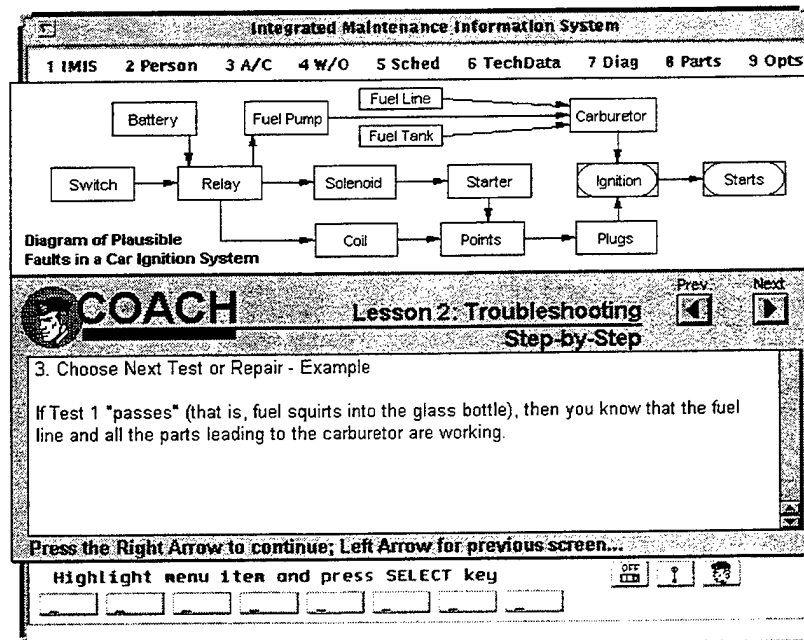 Integrated Maintenance Information System
1 IMIS 2 Person 3 A/C 4 W/O 5 Sched 6 TechData 7 Diag 8 Parts 9 Opts
Fuel Line
Battery Fuel Pump Carburetor
Fuel Tank
Switch Relay Solenoid Starter Ignition Starts
Diagram of Plausible
Faults in a Car Ignition System
Coil Points Plugs
COACH
Lesson 2: Troubleshooting
Step-by-Step
Prev Next
3. Choose Next Test or Repair - Example
If Test 1 "passes" (that is, fuel squirts into the glass bottle), then you know that the fuel
line and all the parts leading to the carburetor are working.
Press the Right Arrow to continue; Left Arrow for previous screen...
Highlight menu item and press SELECT key
OFF